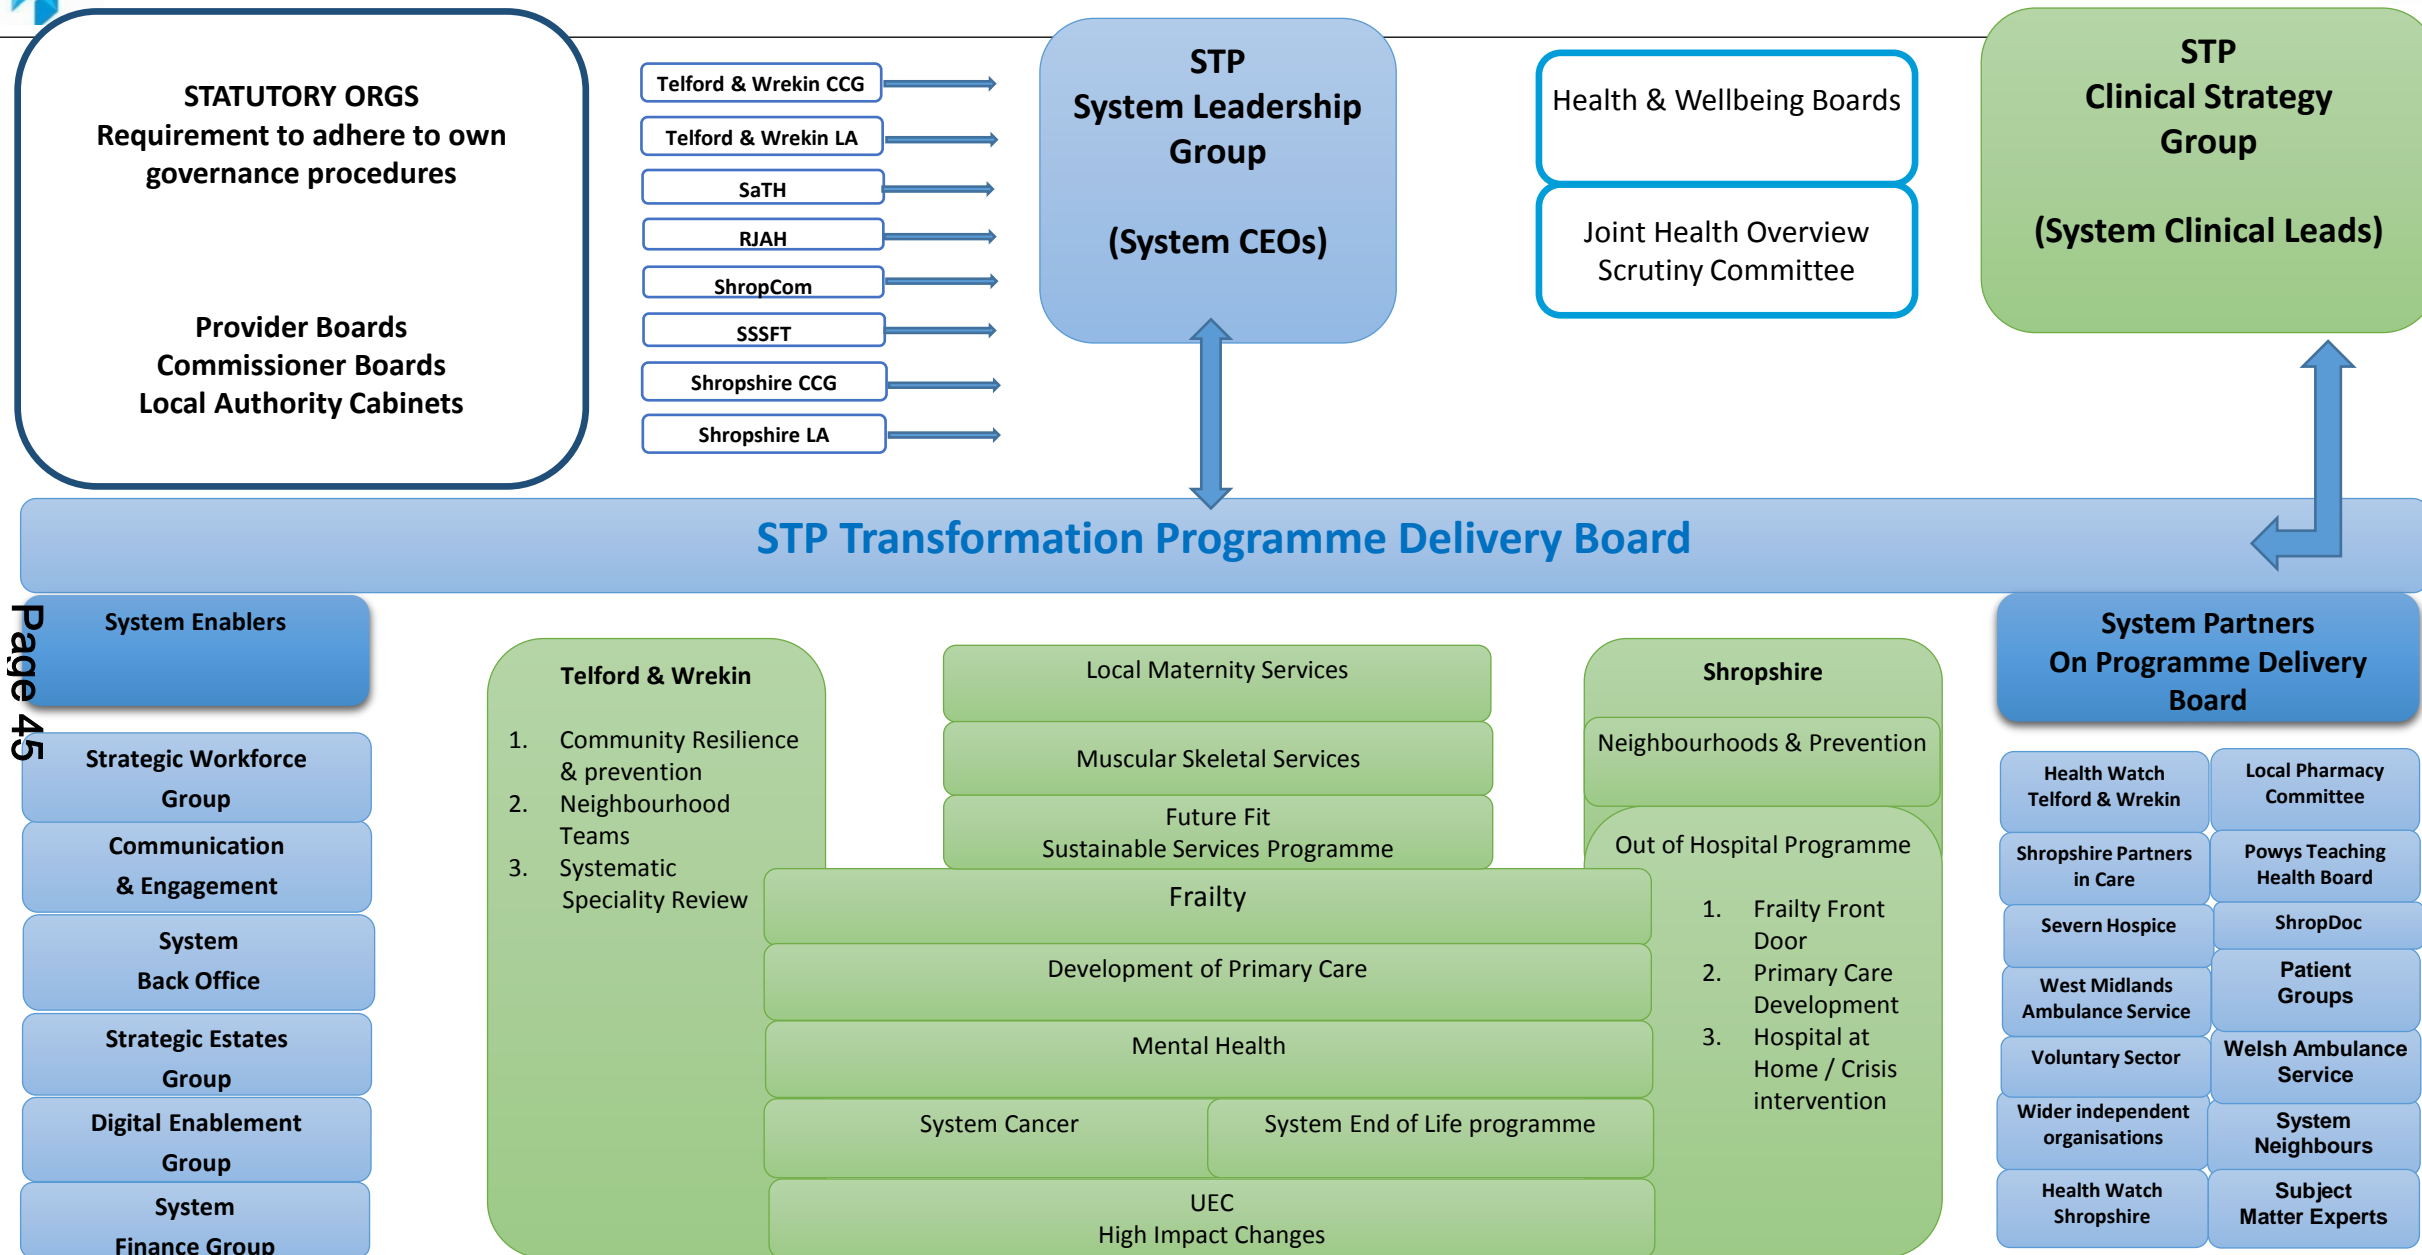 STATUTORY ORGS
Requirement to adhere to own
governance procedures
Provider Boards
Commissioner Boards
Local Authority Cabinets
Telford & Wrekin CCG
Telford & Wrekin LA
SaTH
RJAH
ShropCom
SSSFT
Shropshire CCG
Shropshire LA
STP
System Leadership
Group
(System CEOs)
Health & Wellbeing Boards
Joint Health Overview
Scrutiny Committee
STP
Clinical Strategy
Group
(System Clinical Leads)
STP Transformation Programme Delivery Board
Page 45
System Enablers
Strategic Workforce
Group
Communication
& Engagement
System
Back Office
Strategic Estates
Group
Digital Enablement
Group
System
Finance Group
Telford & Wrekin
1. Community Resilience
& prevention
2. Neighbourhood
Teams
3. Systematic
Speciality Review
Local Maternity Services
Muscular Skeletal Services
Future Fit
Sustainable Services Programme
Frailty
Development of Primary Care
Mental Health
System Cancer
System End of Life programme
UEC
High Impact Changes
Shropshire
Neighbourhoods & Prevention
Out of Hospital Programme
1. Frailty Front
Door
2. Primary Care
Development
3. Hospital at
Home / Crisis
intervention
System Partners
On Programme Delivery
Board
Health Watch
Telford & Wrekin
Local Pharmacy
Committee
Shropshire Partners
in Care
Powys Teaching
Health Board
Severn Hospice
ShropDoc
West Midlands
Ambulance Service
Patient
Groups
Voluntary Sector
Welsh Ambulance
Service
Wider independent
organisations
System
Neighbours
Health Watch
Shropshire
Subject
Matter Experts